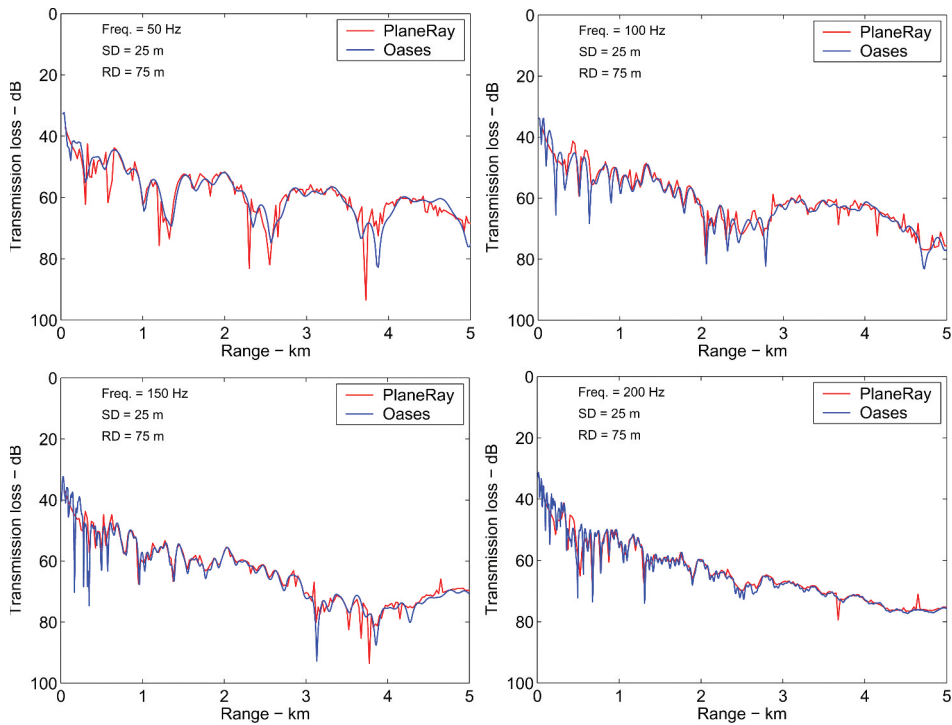 Freq. = 50 Hz
SD = 25 m
RD = 75 m
PlaneRay
Oases
Transmission loss – dB
0
20
40
60
80
100
0 1 2 3 4 5
Range – km
Freq. = 100 Hz
SD = 25 m
RD = 75 m
PlaneRay
Oases
Transmission loss – dB
0
20
40
60
80
100
0 1 2 3 4 5
Range – km
Freq. = 150 Hz
SD = 25 m
RD = 75 m
PlaneRay
Oases
Transmission loss – dB
0
20
40
60
80
100
0 1 2 3 4 5
Range – km
Freq. = 200 Hz
SD = 25 m
RD = 75 m
PlaneRay
Oases
Transmission loss – dB
0
20
40
60
80
100
0 1 2 3 4 5
Range – km